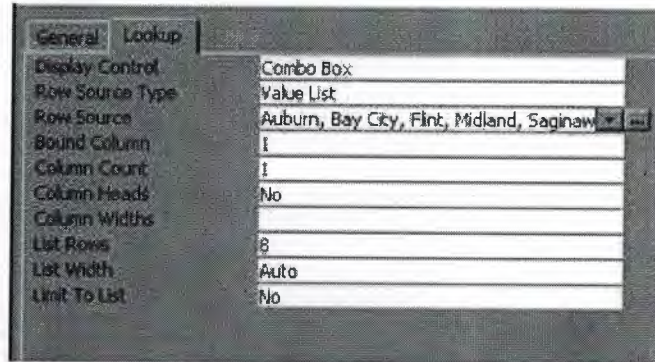 General Lookup
Display Control Combo Box
Row Source Type Value List
Row Source Auburn, Bay City, Flint, Midland, Saginaw
Bound Column 1
Column Count 1
Column Heads No
Column Widths
List Rows 8
List Width Auto
Limit To List No